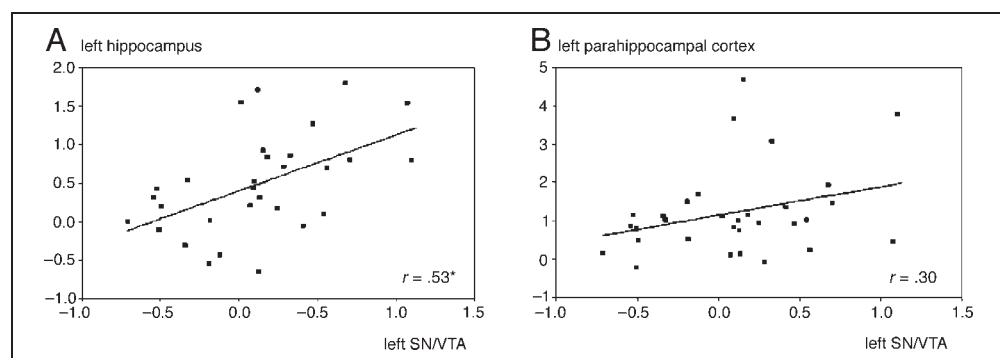 A left hippocampus
2.0
1.5
1.0
0.5
0.0
−0.5
−1.0
−1.0 −0.5 0.0 −0.5 1.0 1.5
r = .53*
left SN/VTA
B left parahippocampal cortex
5
4
3
2
1
0
−1
−1.0 −0.5 0.0 0.5 1.0 1.5
r = .30
left SN/VTA